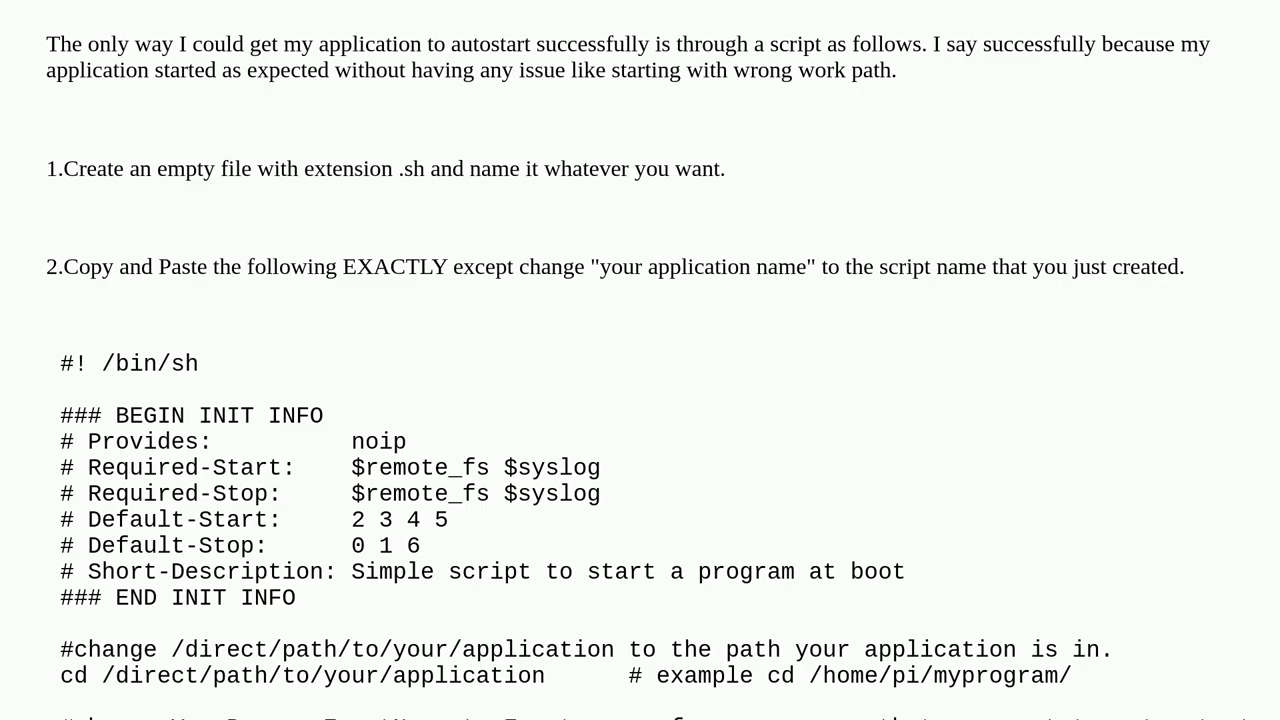 The only way I could get my application to autostart successfully is through a script as follows. I say successfully because my
application started as expected without having any issue like starting with wrong work path.
1.Create an empty file with extension .sh and name it whatever you want.
2.Copy and Paste the following EXACTLY except change "your application name" to the script name that you just created.
#! /bin/sh
### BEGIN INIT INFO
# Provides:          noip
# Required-Start:    $remote_fs $syslog
# Required-Stop:     $remote_fs $syslog
# Default-Start:     2 3 4 5
# Default-Stop:      0 1 6
# Short-Description: Simple script to start a program at boot
### END INIT INFO
#change /direct/path/to/your/application to the path your application is in.
cd /direct/path/to/your/application      # example cd /home/pi/myprogram/